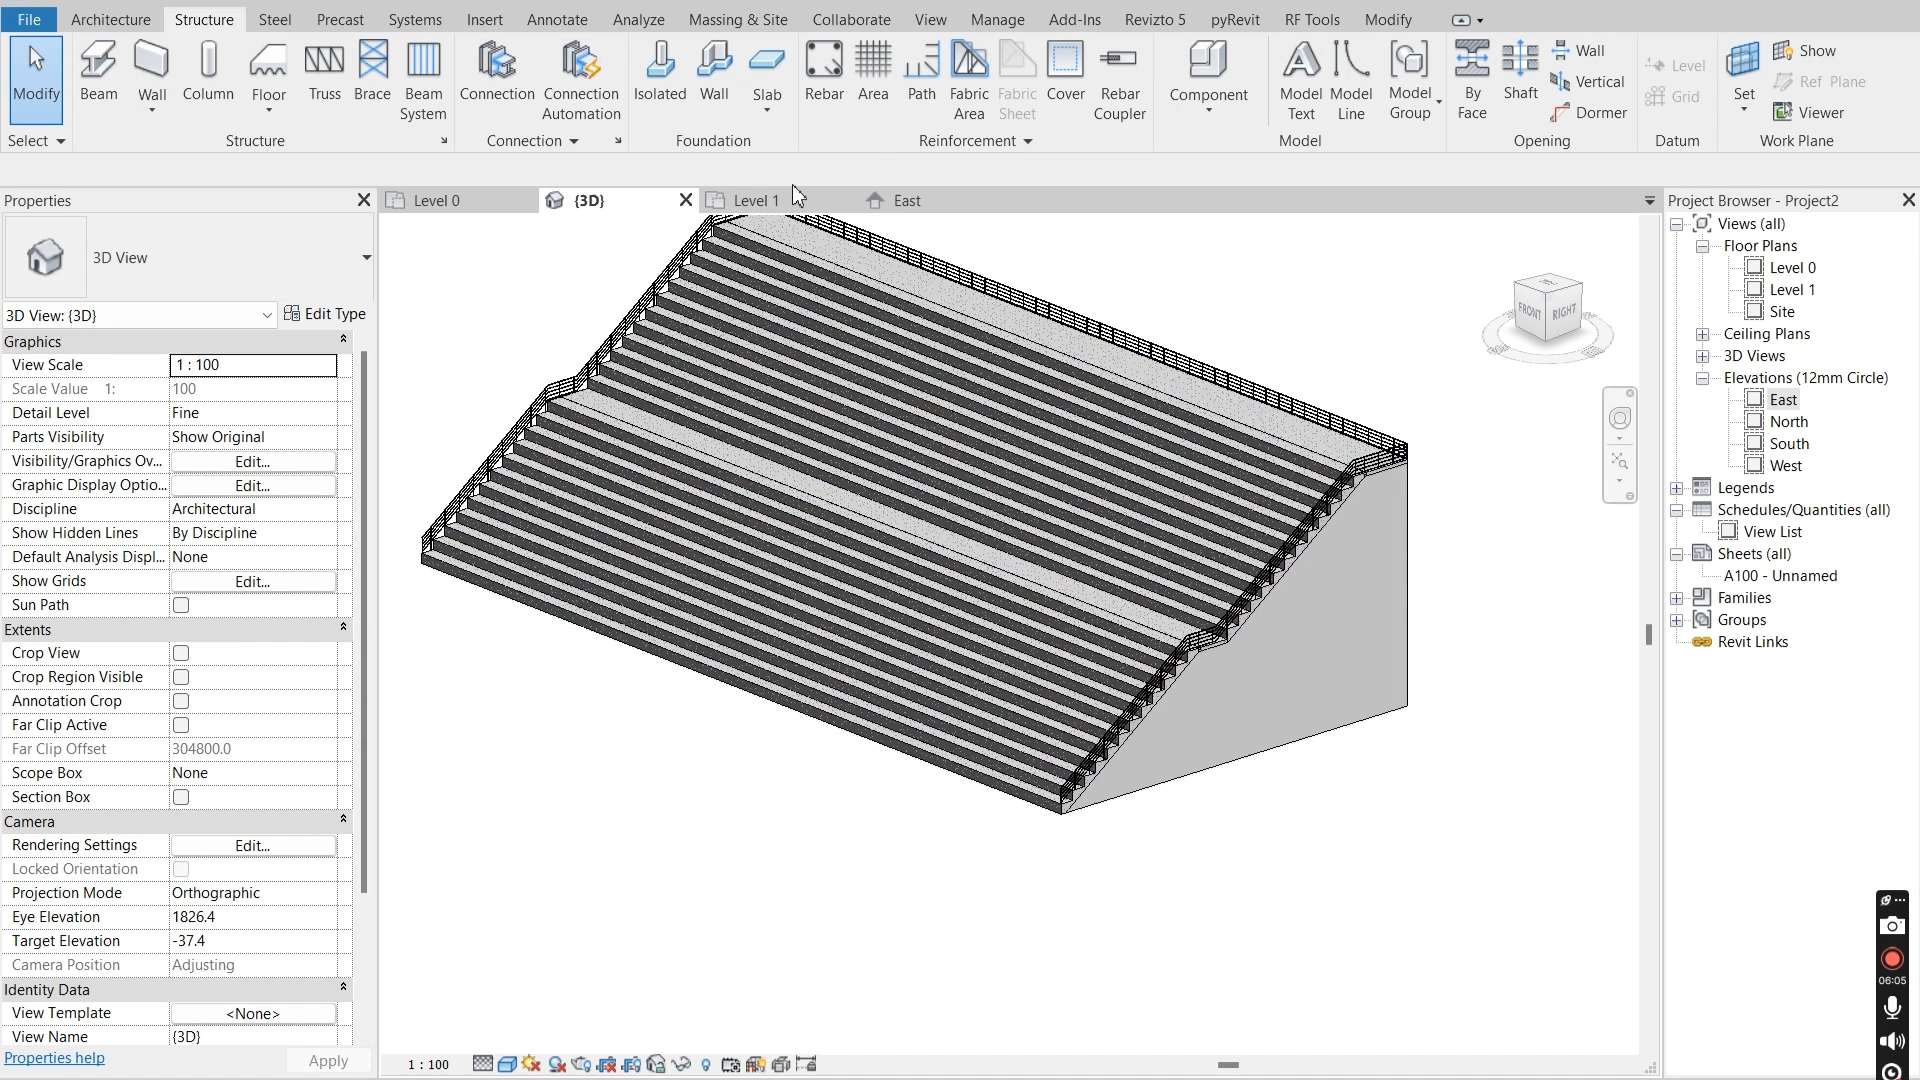 File Architecture Structure Steel Precast Systems Insert Annotate Analyze Massing & Site Collaborate View Manage Add-Ins Revizto 5 pyRevit RF Tools Modify
Modify Beam Wall Column Floor Truss Brace Beam System Connection Connection Automation Isolated Wall Slab Rebar Area Path Fabric Area Fabric Sheet Cover Rebar Coupler Component Model Text Model Line Model Group By Face Shaft Wall Vertical Dormer Level Grid Set Show Ref Plane Viewer
Select Structure Connection Foundation Reinforcement Model Opening Datum Work Plane
Properties
3D View
3D View: {3D} Edit Type
Graphics
View Scale 1 : 100
Scale Value 1: 100
Detail Level Fine
Parts Visibility Show Original
Visibility/Graphics Ov... Edit...
Graphic Display Optio... Edit...
Discipline Architectural
Show Hidden Lines By Discipline
Default Analysis Displ... None
Show Grids Edit...
Sun Path
Extents
Crop View
Crop Region Visible
Annotation Crop
Far Clip Active
Far Clip Offset 304800.0
Scope Box None
Section Box
Camera
Rendering Settings Edit...
Locked Orientation
Projection Mode Orthographic
Eye Elevation 1826.4
Target Elevation -37.4
Camera Position Adjusting
Identity Data
View Template <None>
View Name {3D}
Properties help Apply
Level 0 {3D} Level 1 East
FRONT RIGHT
1 : 100
Project Browser - Project2
Views (all)
Floor Plans
Level 0
Level 1
Site
Ceiling Plans
3D Views
Elevations (12mm Circle)
East
North
South
West
Legends
Schedules/Quantities (all)
View List
Sheets (all)
A100 - Unnamed
Families
Groups
Revit Links
06:05